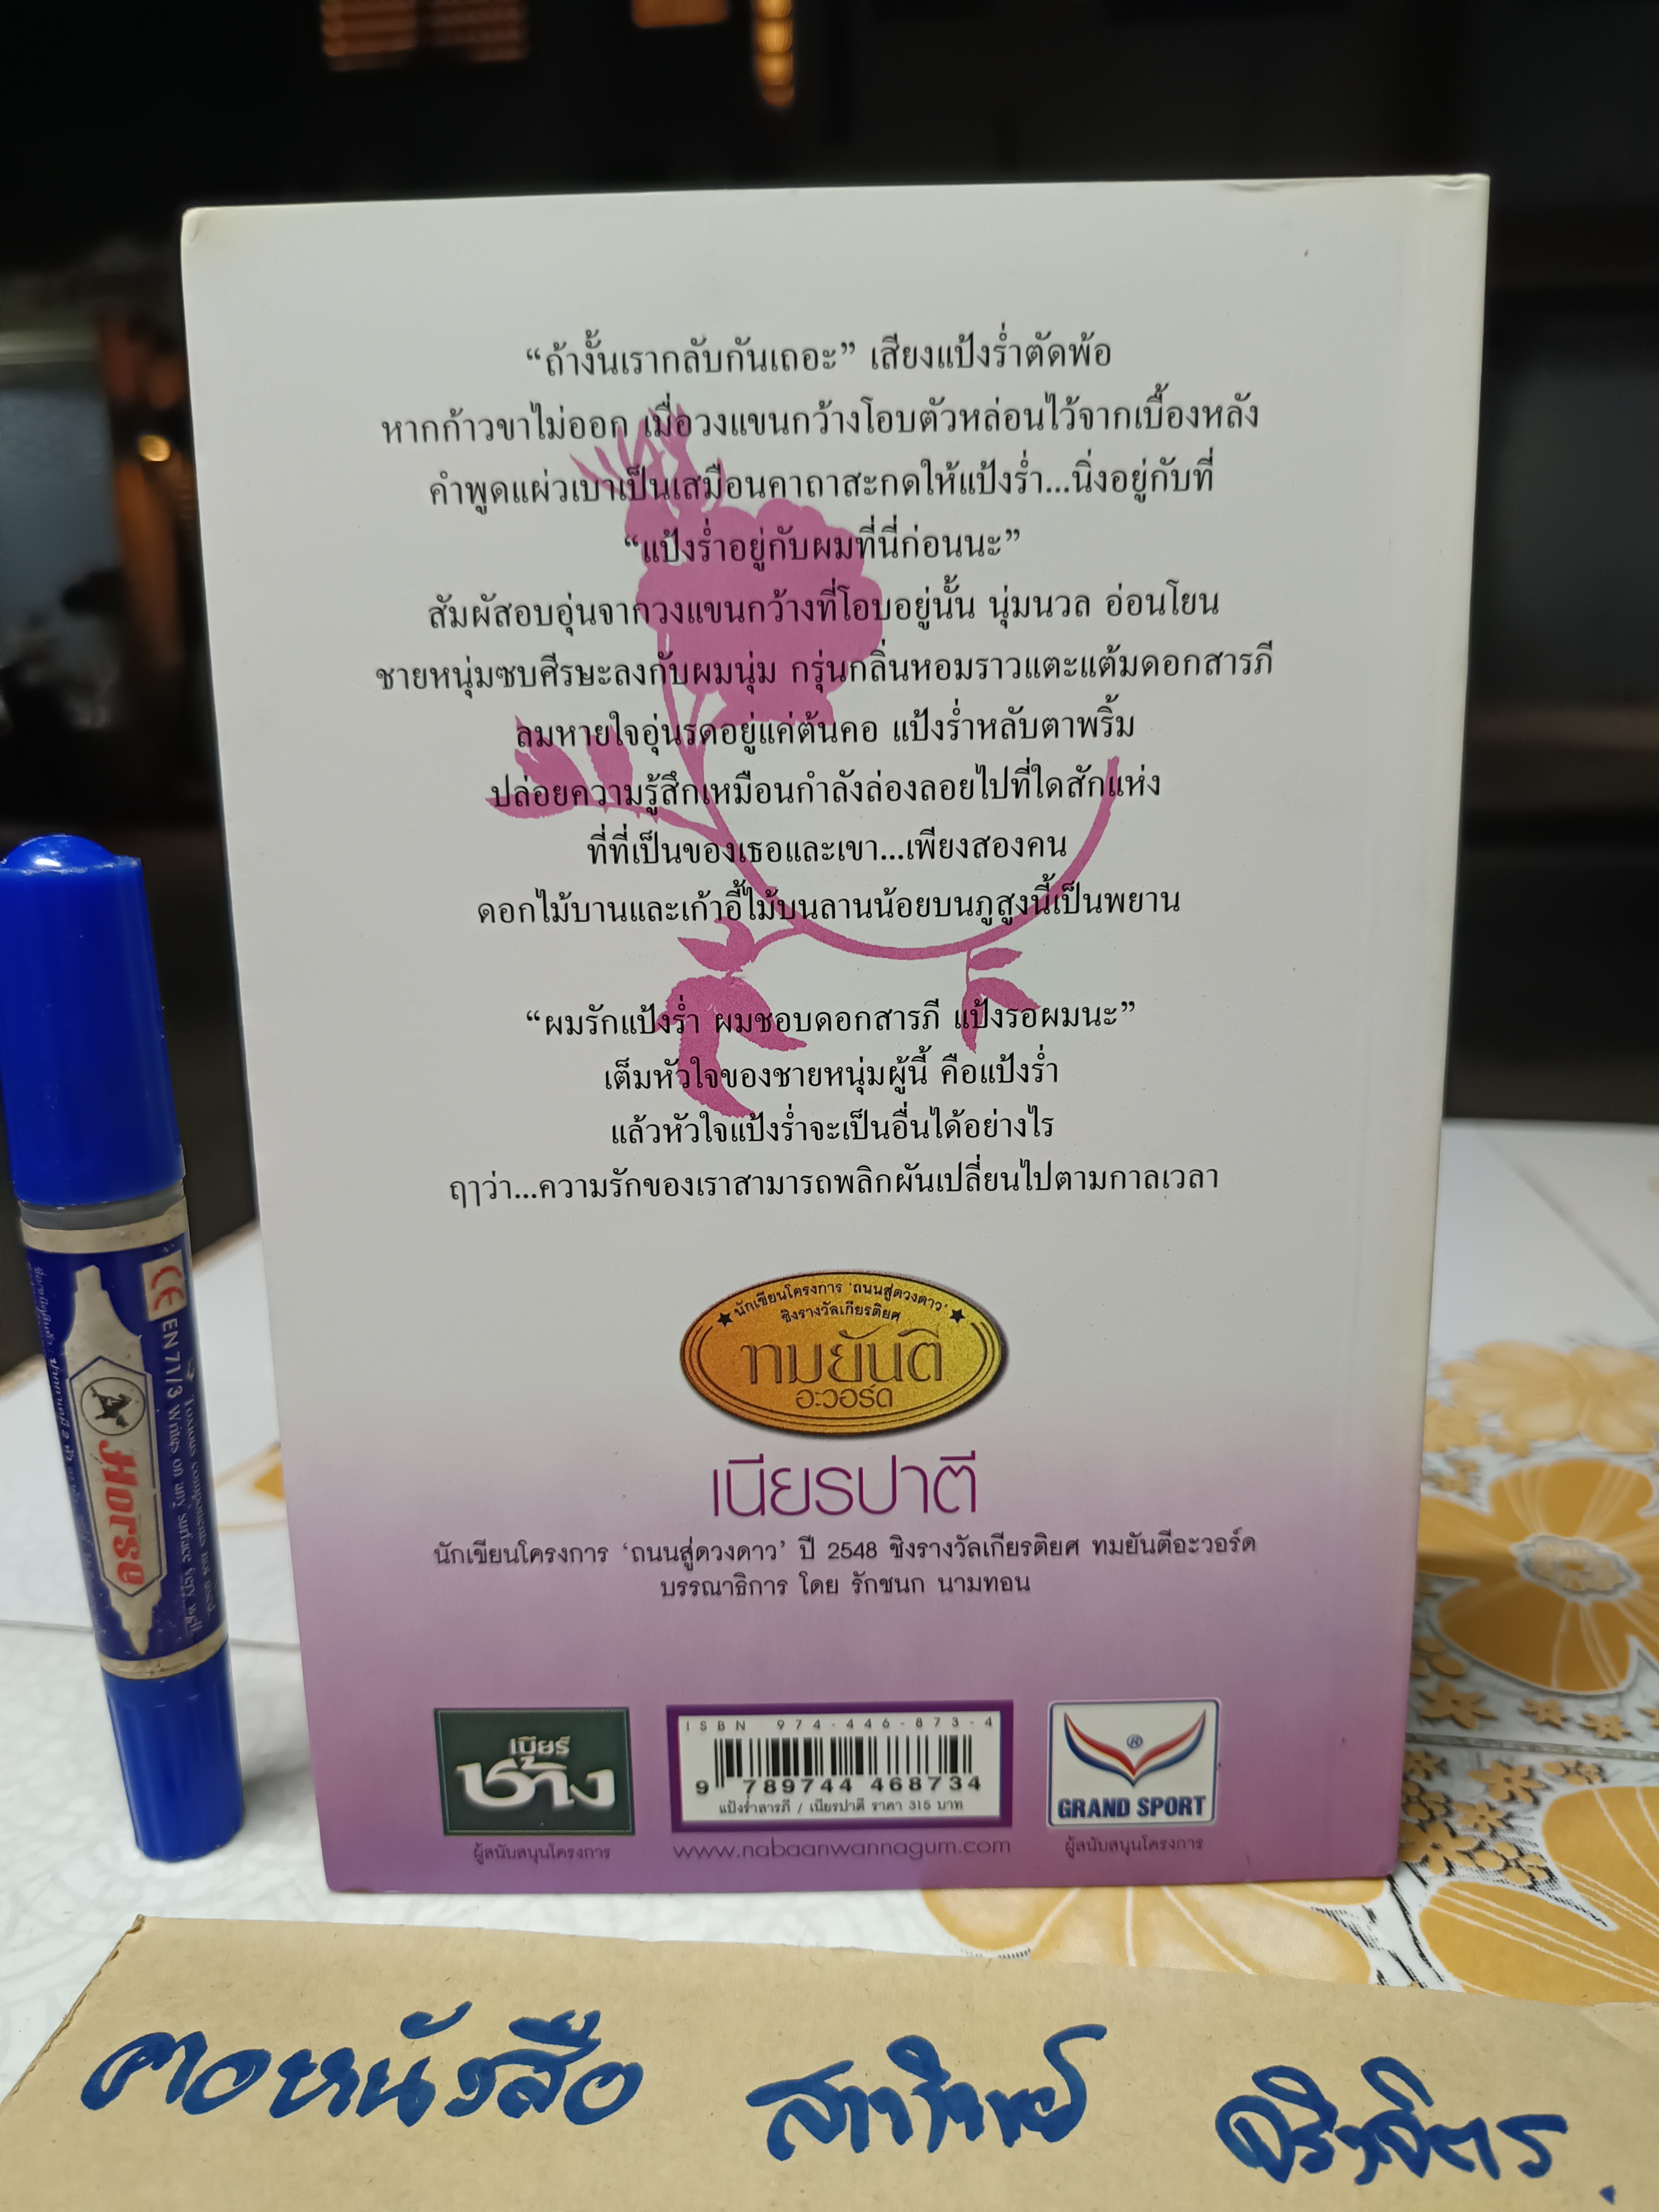 “ถ้างั้นเรากลับกันเถอะ” เสียงแป้งร่ำตัดพ้อ
หากก้าวขาไม่ออก เมื่อวงแขนกว้างโอบตัวหล่อนไว้จากเบื้องหลัง
คำพูดแผ่วเบาเป็นเสมือนคาถาสะกดให้แป้งร่ำ...นิ่งอยู่กับที่
“แป้งร่ำอยู่กับผมที่นี่ก่อนนะ”
สัมผัสอบอุ่นจากวงแขนกว้างที่โอบอยู่นั้น นุ่มนวล อ่อนโยน
ชายหนุ่มซบศีรษะลงกับผมนุ่ม กรุ่นกลิ่นหอมราวแตะแต้มดอกสารภี
ลมหายใจอุ่นรดอยู่แค่ต้นคอ แป้งร่ำหลับตาพริ้ม
ปล่อยความรู้สึกเหมือนกำลังล่องลอยไปที่ใดสักแห่ง
ที่ที่เป็นของเธอและเขา...เพียงสองคน
ดอกไม้บานและเก้าอี้ไม้บนลานน้อยบนภูสูงนี้เป็นพยาน
“ผมรักแป้งร่ำ ผมชอบดอกสารภี แป้งรอผมนะ”
เต็มหัวใจของชายหนุ่มผู้นี้ คือแป้งร่ำ
แล้วหัวใจแป้งร่ำจะเป็นอื่นได้อย่างไร
ฤๅว่า...ความรักของเราสามารถพลิกผันเปลี่ยนไปตามกาลเวลา
นักเขียนโครงการ ‘ถนนสู่ดวงดาว’
ชิงรางวัลเกียรติยศ
ทมยันตี
อะวอร์ด
เนียรปาตี
นักเขียนโครงการ ‘ถนนสู่ดวงดาว’ ปี 2548 ชิงรางวัลเกียรติยศ ทมยันตีอะวอร์ด
บรรณาธิการ โดย รักชนก นามทอน
เบียร์
ช้าง
ผู้สนับสนุนโครงการ
ISBN 974-446-873-4
9 789744 468734
แป้งร่ำสารภี / เนียรปาตี ราคา 315 บาท
www.nabaanwannagum.com
GRAND SPORT
ผู้สนับสนุนโครงการ
CE EN 71/3 Writes on any surface
Horse
คอหนังสือ สาทิพย์ จริงจิตร